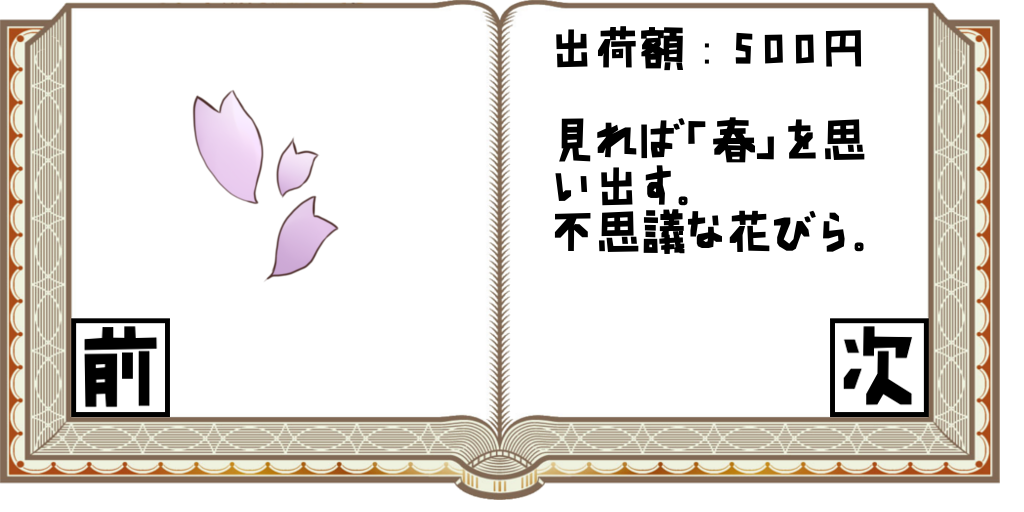 出荷額：５００円
見れば「春」を思
い出す。
不思議な花びら。
前
次